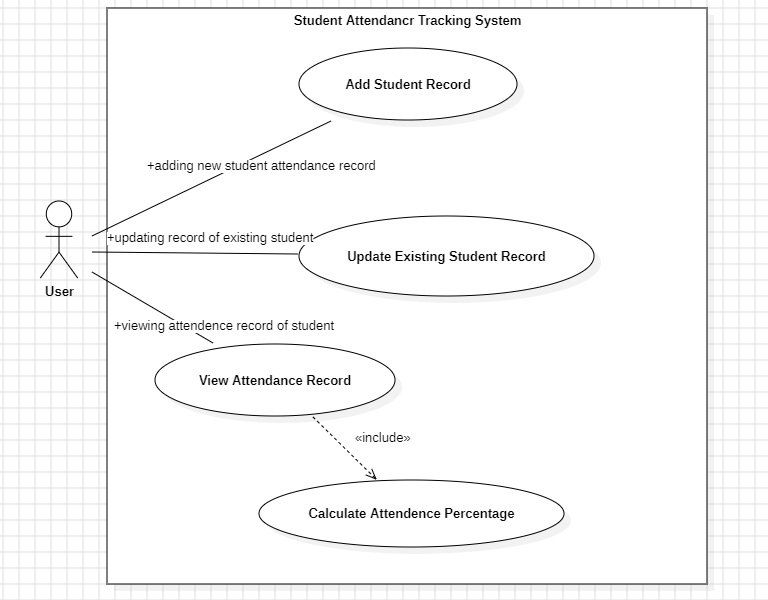 Student Attendancr Tracking System
Add Student Record
+adding new student attendance record
+updating record of existing student
Update Existing Student Record
User
+viewing attendence record of student
View Attendance Record
«include»
Calculate Attendence Percentage